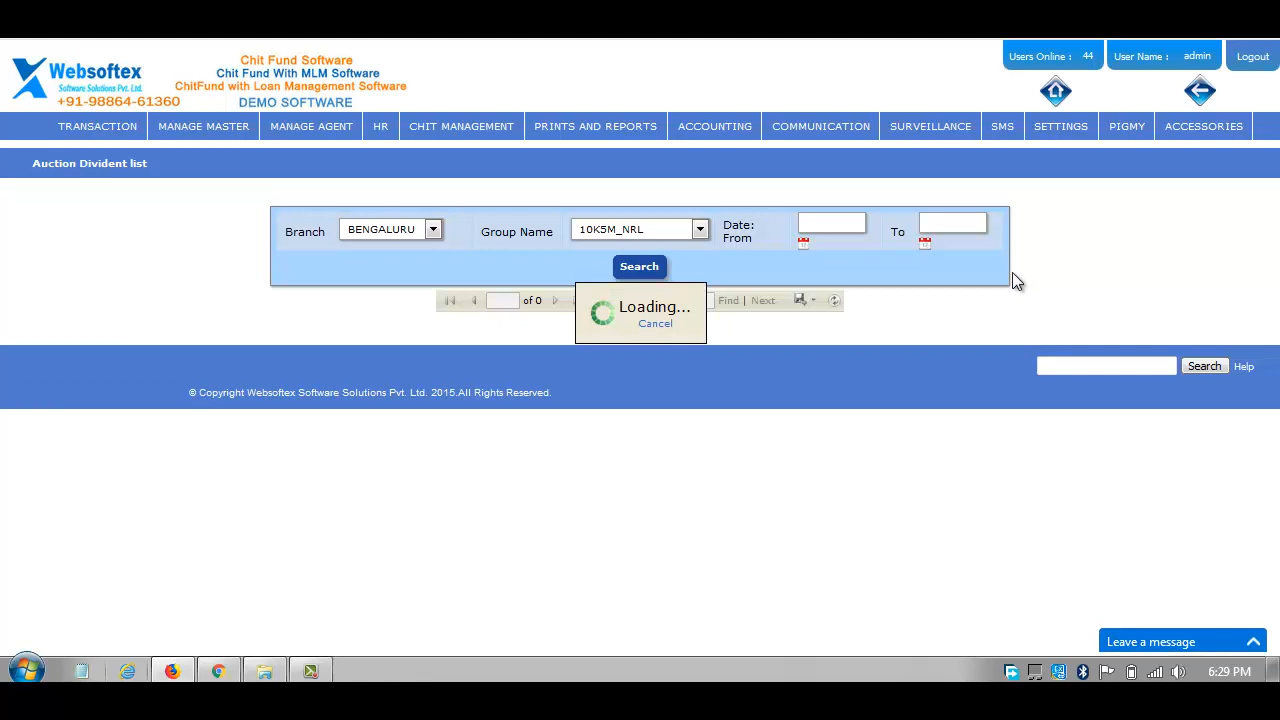 Websoftex
Software Solutions Pvt. Ltd.
+91-98864-61360
Chit Fund Software
Chit Fund With MLM Software
ChitFund with Loan Management Software
DEMO SOFTWARE
Users Online : 44
User Name : admin
Logout
TRANSACTION MANAGE MASTER MANAGE AGENT HR CHIT MANAGEMENT PRINTS AND REPORTS ACCOUNTING COMMUNICATION SURVEILLANCE SMS SETTINGS PIGMY ACCESSORIES
Auction Divident list
Branch BENGALURU Group Name 10K5M_NRL Date: From To
Search
of 0 Find | Next
Loading...
Cancel
Search Help
© Copyright Websoftex Software Solutions Pvt. Ltd. 2015.All Rights Reserved.
Leave a message
6:29 PM